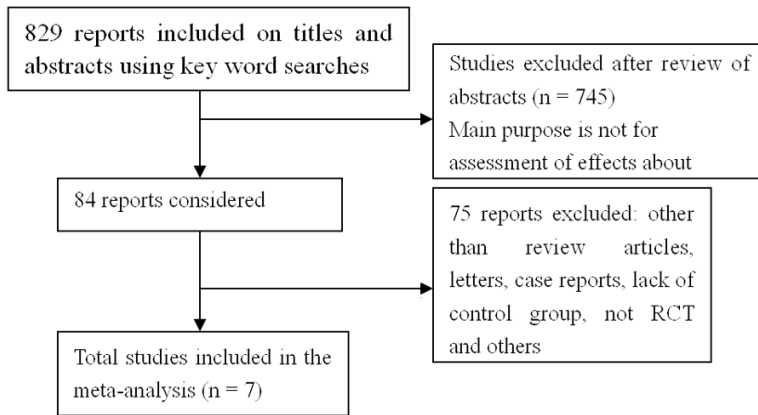 829 reports included on titles and
abstracts using key word searches
Studies excluded after review of
abstracts (n = 745)
Main purpose is not for
assessment of effects about
84 reports considered
75 reports excluded: other
than review articles,
letters, case reports, lack of
control group, not RCT
and others
Total studies included in the
meta-analysis (n = 7)